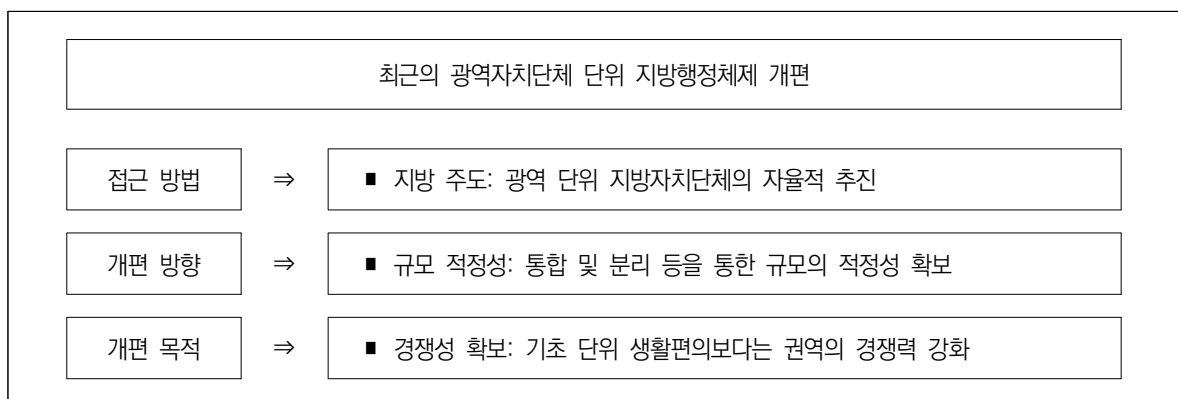 최근의 광역자치단체 단위 지방행정체제 개편
접근 방법 ⇒ ■ 지방 주도: 광역 단위 지방자치단체의 자율적 추진
개편 방향 ⇒ ■ 규모 적정성: 통합 및 분리 등을 통한 규모의 적정성 확보
개편 목적 ⇒ ■ 경쟁성 확보: 기초 단위 생활편의보다는 권역의 경쟁력 강화